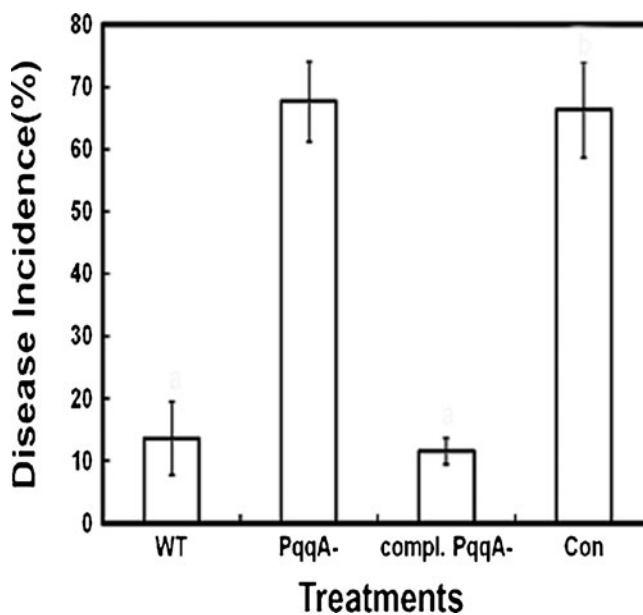 80
70
60
50
40
30
20
10
0
Disease Incidence(%)
a
a
b
WT PqqA- compl. PqqA- Con
Treatments